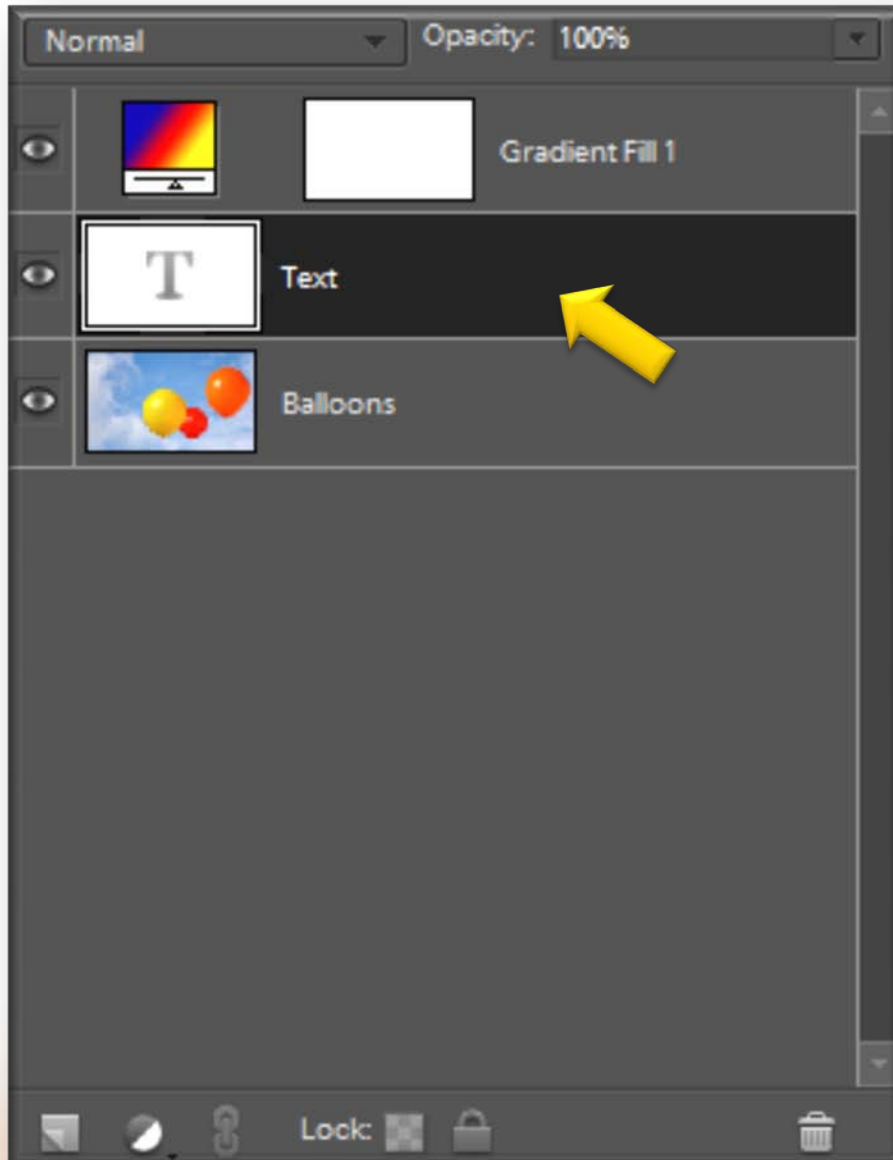 Normal Opacity: 100%
Gradient Fill 1
T
Text
Balloons
Lock: